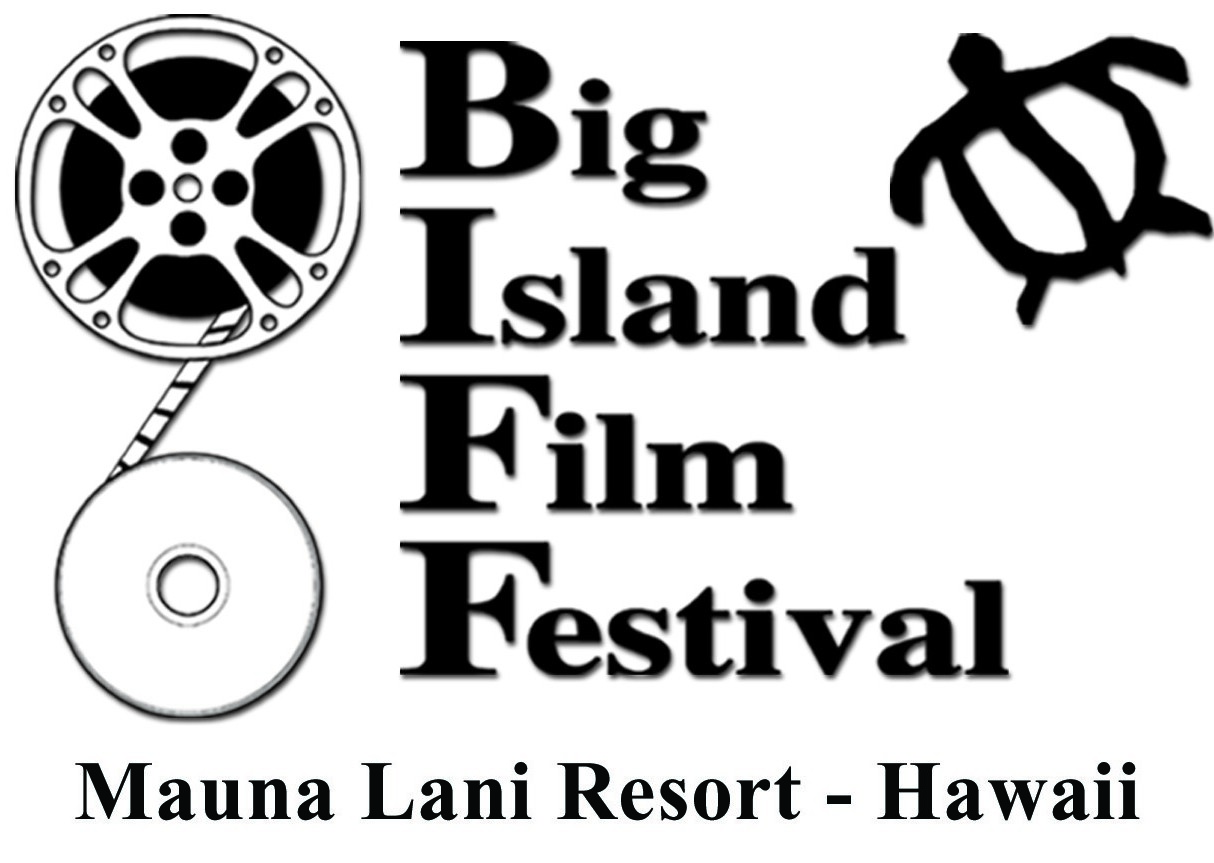 Big
Island
Film
Festival
Mauna Lani Resort - Hawaii